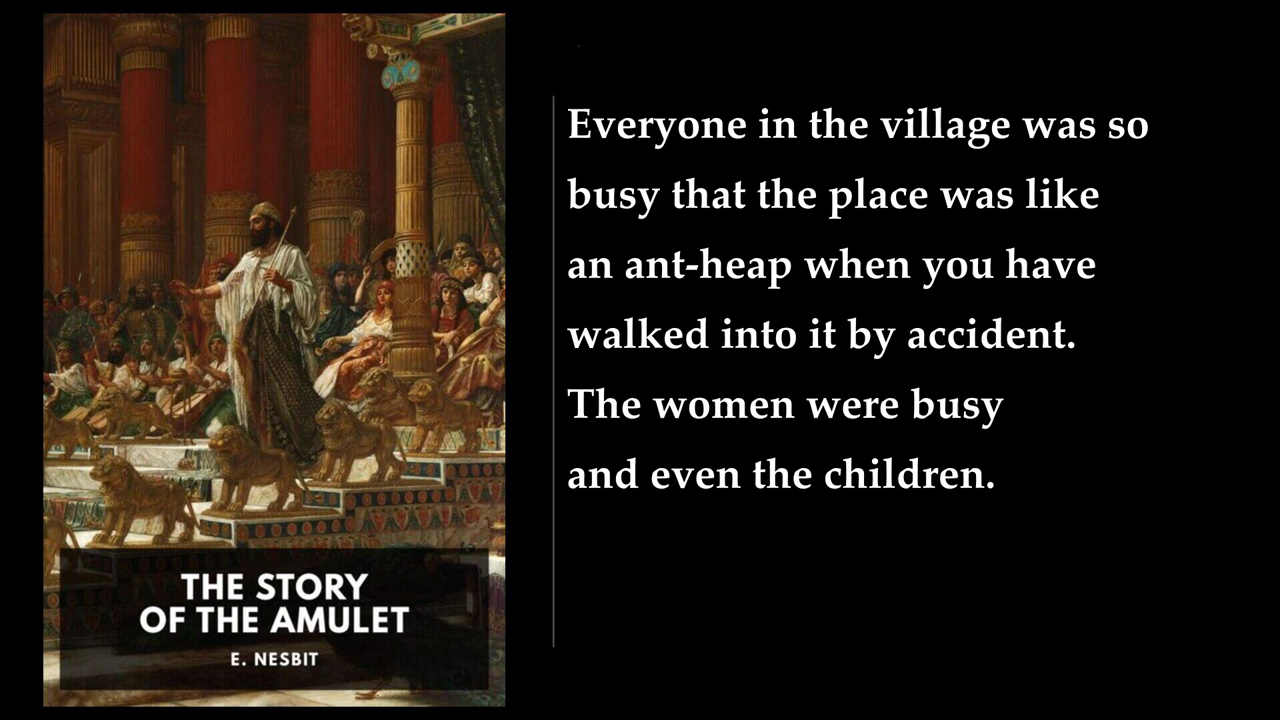 THE STORY
OF THE AMULET
E. NESBIT
Everyone in the village was so
busy that the place was like
an ant-heap when you have
walked into it by accident.
The women were busy
and even the children.